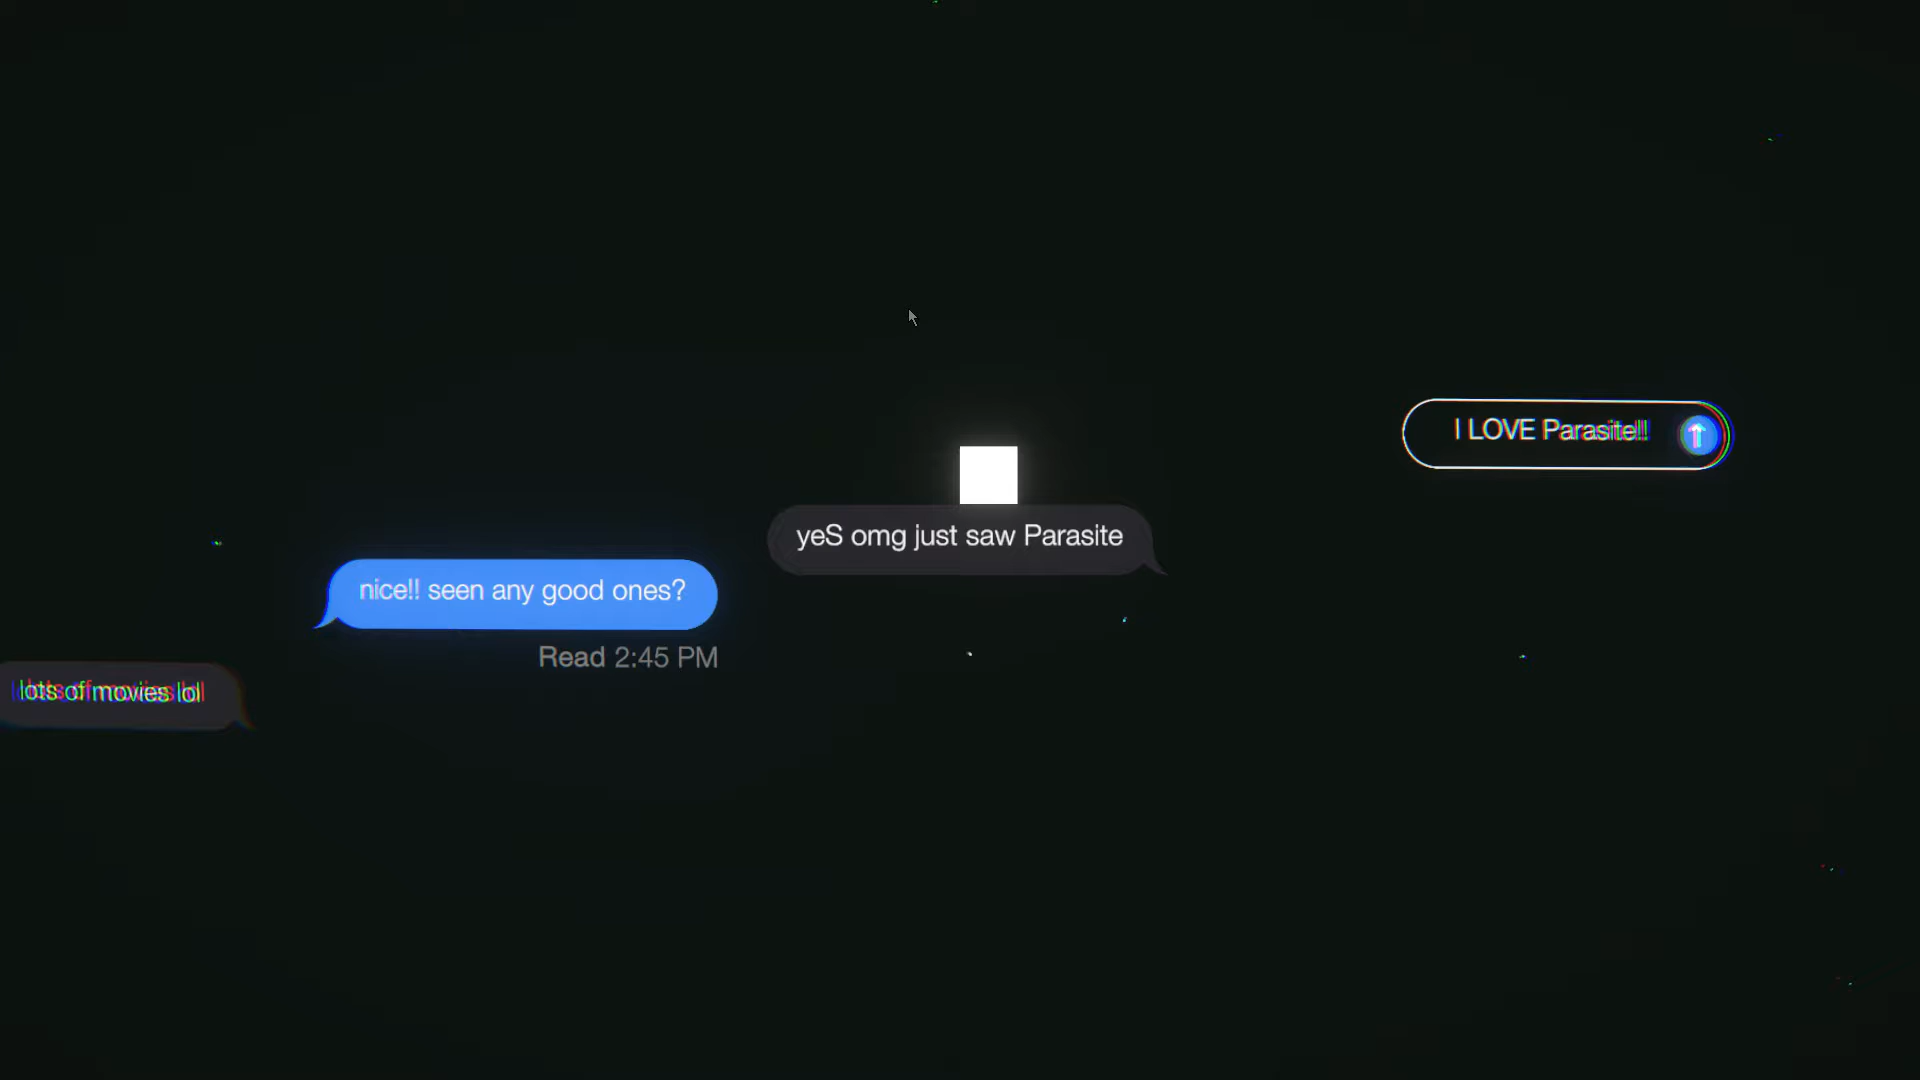 lots of movies lol
nice!! seen any good ones?
Read 2:45 PM
yeS omg just saw Parasite
I LOVE Parasite!!